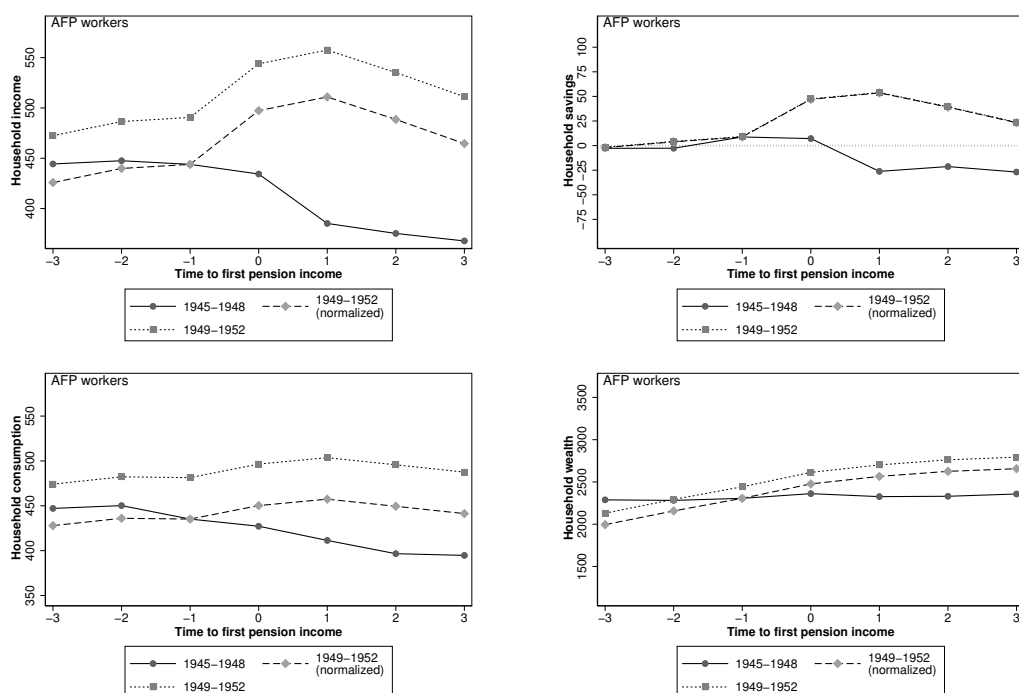 AFP workers
Household income
400 450 500 550
−3 −2 −1 0 1 2 3
Time to first pension income
1945−1948
1949−1952
(normalized)
1949−1952
AFP workers
Household savings
−75 −50 −25 0 25 50 75 100
−3 −2 −1 0 1 2 3
Time to first pension income
1945−1948
1949−1952
(normalized)
1949−1952
AFP workers
Household consumption
350 400 450 500 550
−3 −2 −1 0 1 2 3
Time to first pension income
1945−1948
1949−1952
(normalized)
1949−1952
AFP workers
Household wealth
1500 2000 2500 3000 3500
−3 −2 −1 0 1 2 3
Time to first pension income
1945−1948
1949−1952
(normalized)
1949−1952